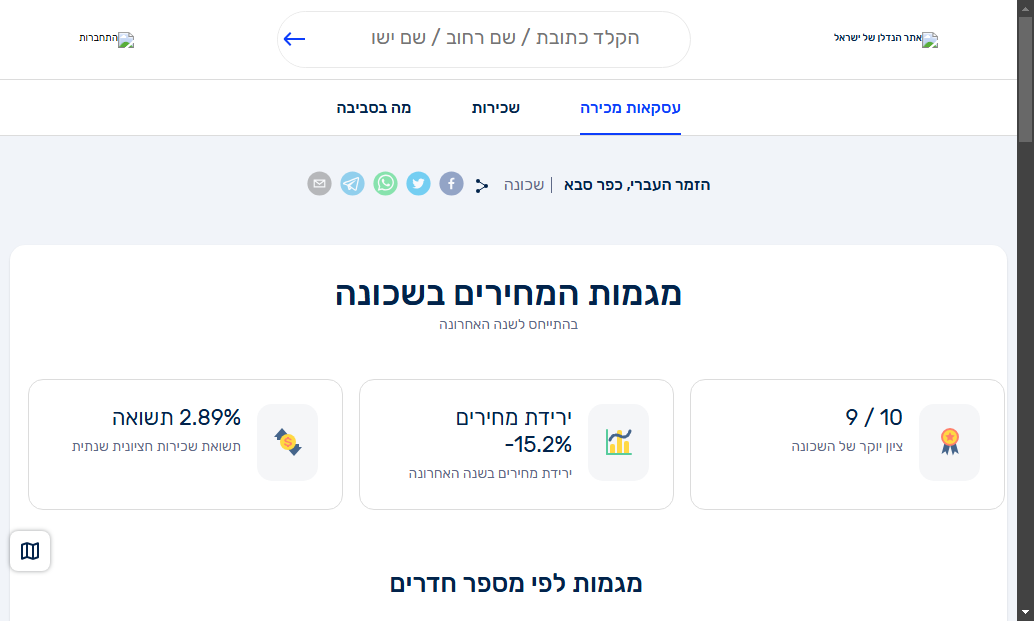 אתר הנדלן של ישראל
הקלד כתובת / שם רחוב / שם ישו
התחברות
עסקאות מכירה
שכירות
מה בסביבה
הזמר העברי, כפר סבא | שכונה
מגמות המחירים בשכונה
בהתייחס לשנה האחרונה
9 / 10
ציון יוקר של השכונה
ירידת מחירים
-15.2%
ירידת מחירים בשנה האחרונה
2.89% תשואה
תשואת שכירות חציונית שנתית
מגמות לפי מספר חדרים